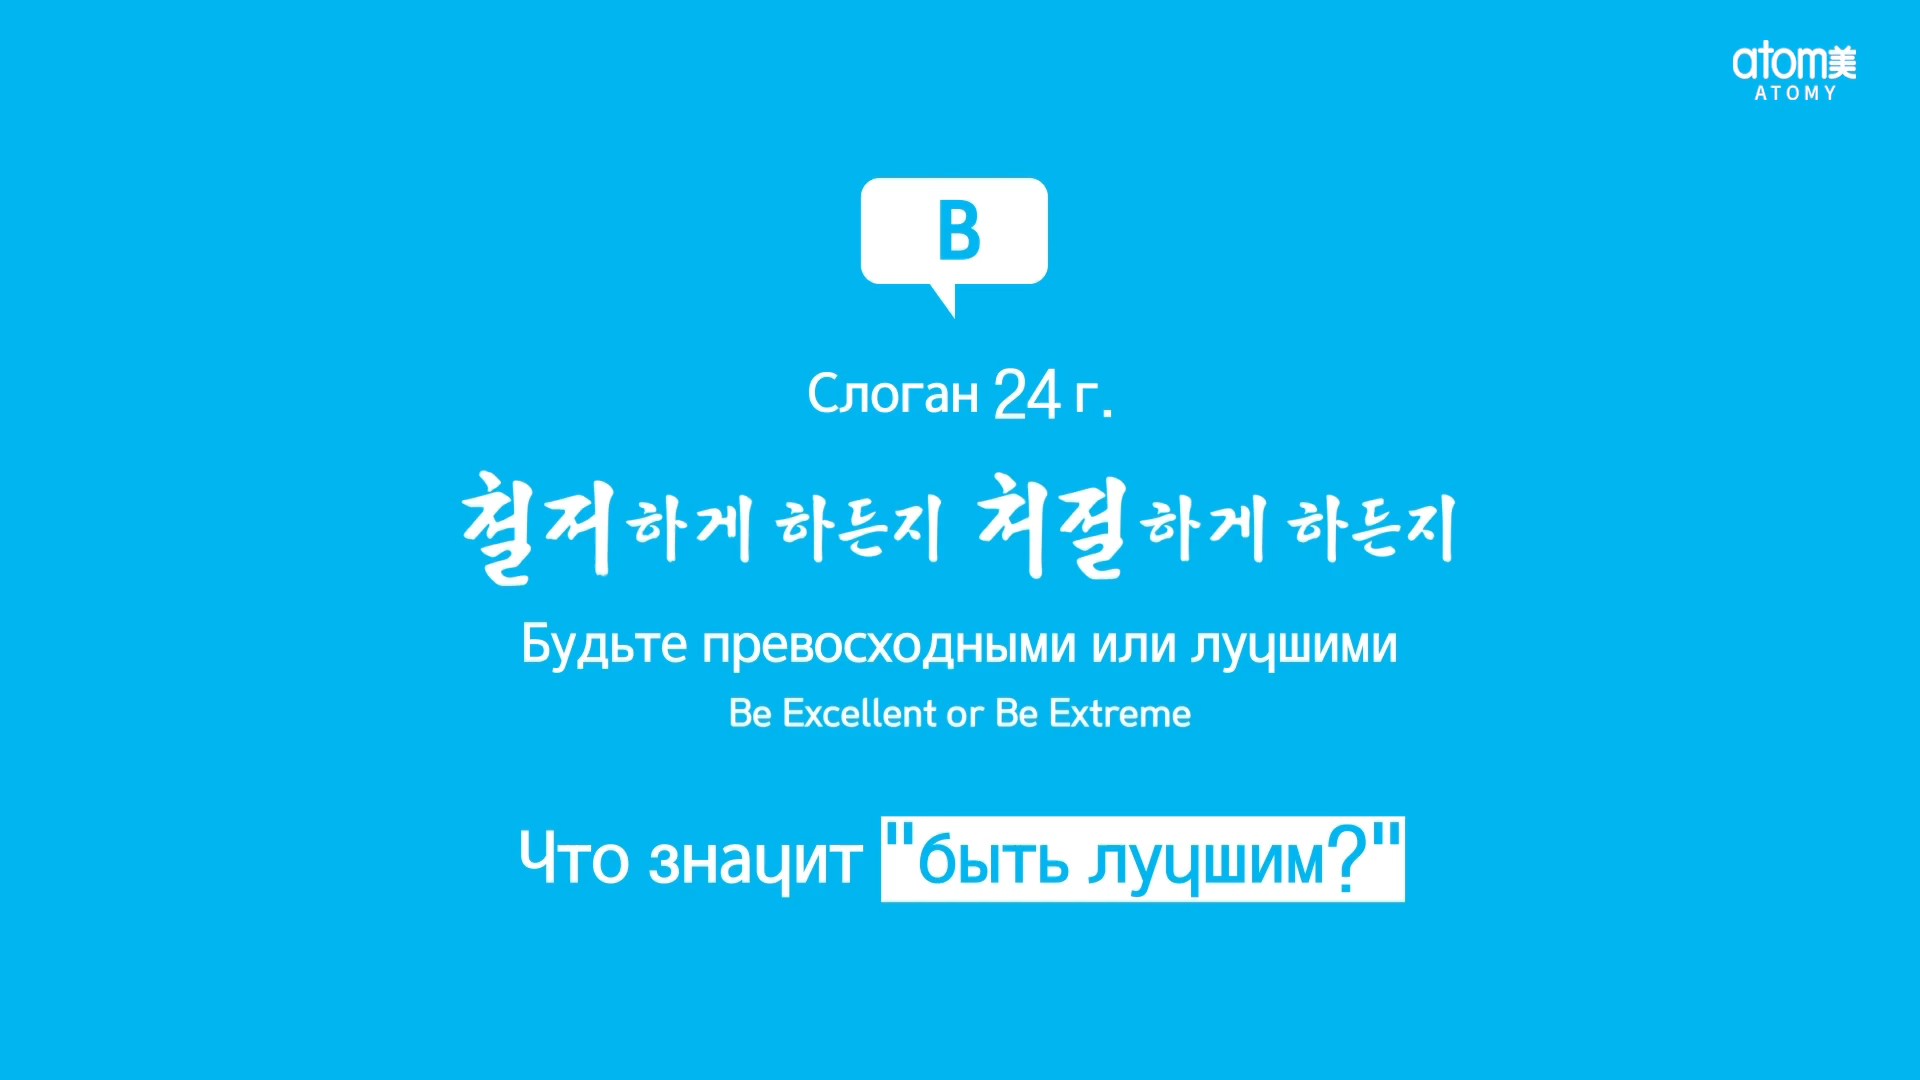 atom美
ATOMY
В
Слоган 24 г.
철저하게 하든지 처절하게 하든지
Будьте превосходными или лучшими
Be Excellent or Be Extreme
Что значит "быть лучшим?"